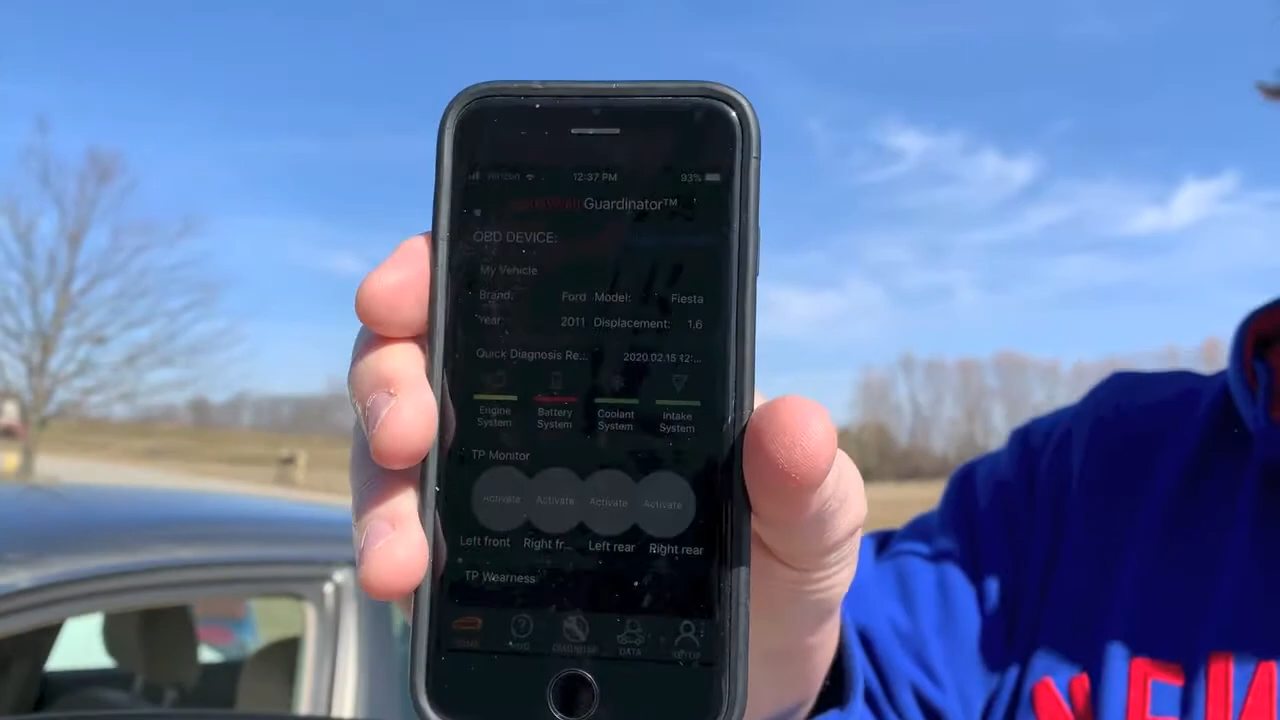 Verizon 12:37 PM 93%
Guardinator™
OBD DEVICE:
My Vehicle
Brand: Ford Model: Fiesta
Year: 2011 Displacement: 1.6
Quick Diagnosis Re... 2020.02.15 12:...
Engine System Battery System Coolant System Intake System
TP Monitor
Activate Activate Activate Activate
Left front Right fr... Left rear Right rear
TP Wearness
DATA SETUP